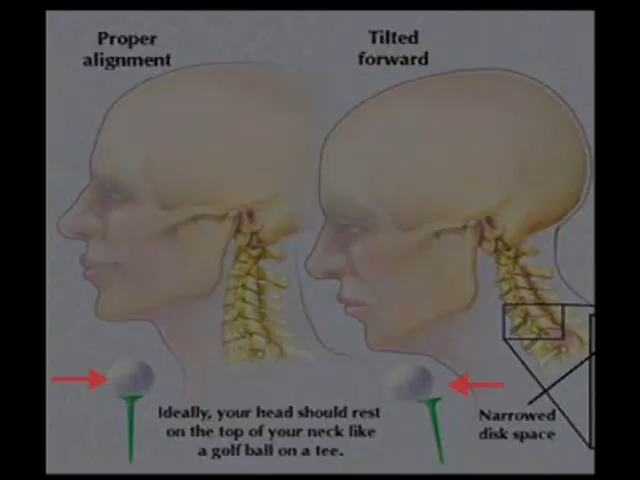 Proper
alignment
Tilted
forward
Ideally, your head should rest
on the top of your neck like
a golf ball on a tee.
Narrowed
disk space